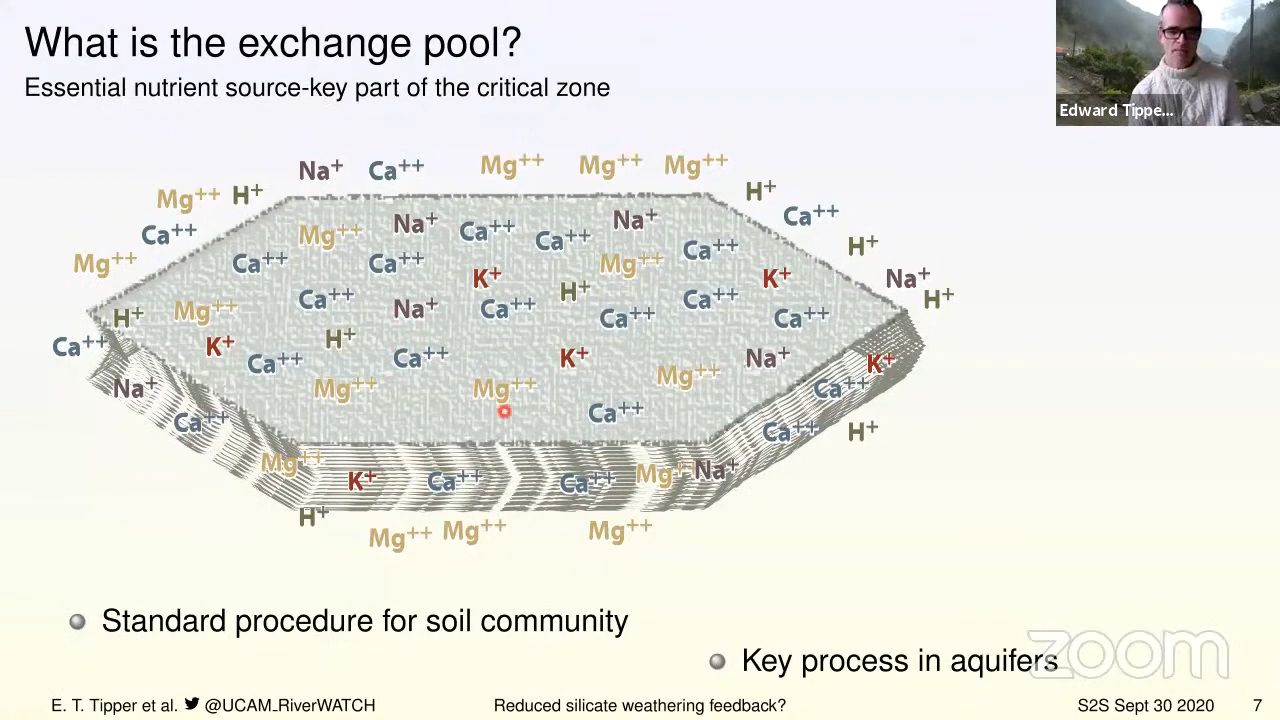 What is the exchange pool?
Essential nutrient source-key part of the critical zone
Edward Tippe...
Na+ Ca++ Mg++ Mg++ Mg++
Mg++ H+ H+
Ca++ Na+ Ca++ Na+ Ca++
Mg++ Ca++ Ca++ H+
Mg++ Ca++ Ca++ Mg++
K+ K+ Na+
Ca++ H+ Ca++ H+
Mg++ Na+ Ca++
H+ Ca++ Ca++
Ca++ K+ H+
Ca++ Ca++ K+ Na+ K+
Na+ Mg++ Mg++ Mg++ Ca++
Ca++ Ca++ Ca++ H+
Mg++ K+ Ca++ Ca++ Mg++ Na+
H+ Mg++ Mg++ Mg++
Standard procedure for soil community
Key process in aquifers
zoom
E. T. Tipper et al. @UCAM_RiverWATCH Reduced silicate weathering feedback? S2S Sept 30 2020 7